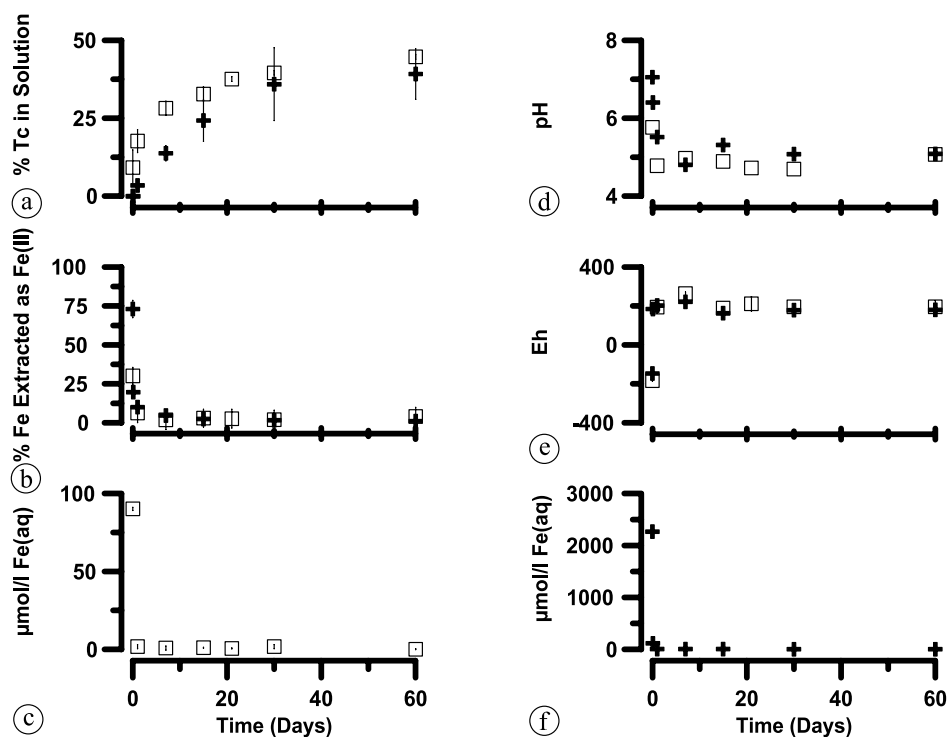 % Tc in Solution
50
25
0
a
% Fe Extracted as Fe(II)
100
75
50
25
0
b
µmol/l Fe(aq)
100
50
0
0 20 40 60
Time (Days)
c
pH
8
6
4
d
Eh
400
0
-400
e
µmol/l Fe(aq)
3000
2000
1000
0
0 20 40 60
Time (Days)
f